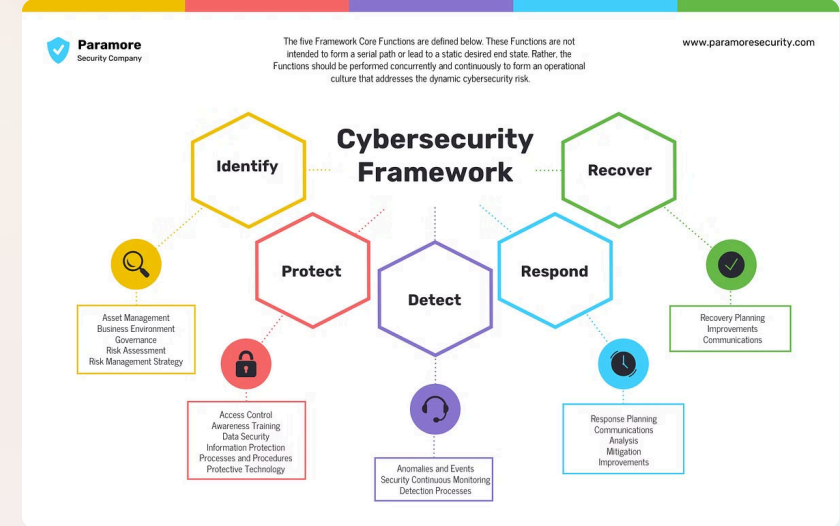 Paramore
Security Company
The five Framework Core Functions are defined below. These Functions are not
intended to form a serial path or lead to a static desired end state. Rather, the
Functions should be performed concurrently and continuously to form an operational
culture that addresses the dynamic cybersecurity risk.
www.paramoresecurity.com
Cybersecurity
Framework
Identify
Protect
Detect
Respond
Recover
Asset Management
Business Environment
Governance
Risk Assessment
Risk Management Strategy
Access Control
Awareness Training
Data Security
Information Protection
Processes and Procedures
Protective Technology
Anomalies and Events
Security Continuous Monitoring
Detection Processes
Response Planning
Communications
Analysis
Mitigation
Improvements
Recovery Planning
Improvements
Communications